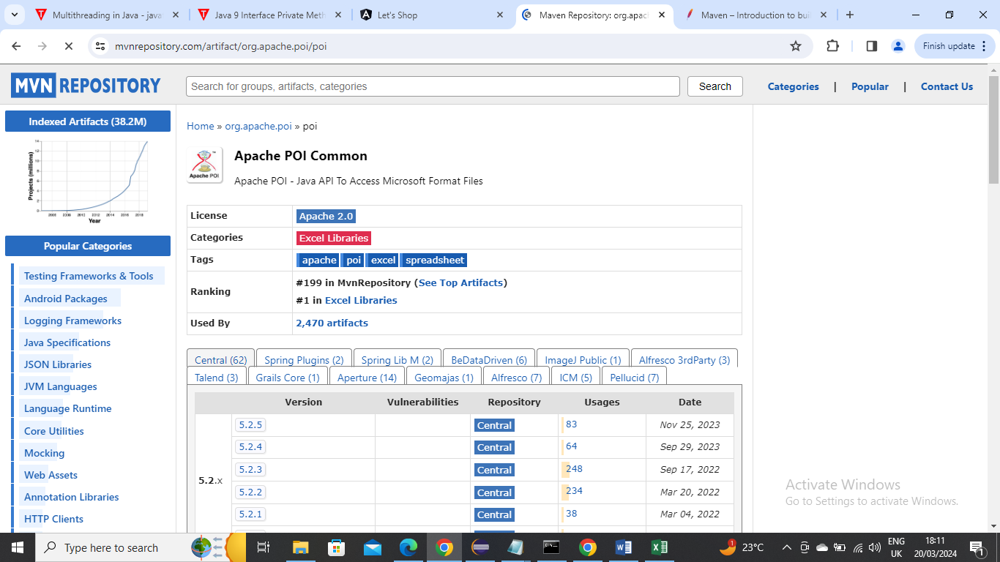 Multithreading in Java - java
Java 9 Interface Private Meth
Let's Shop
Maven Repository: org.apac
Maven – Introduction to buil
mvnrepository.com/artifact/org.apache.poi/poi
Finish update
MVN REPOSITORY
Search for groups, artifacts, categories
Search
Categories | Popular | Contact Us
Indexed Artifacts (38.2M)
Projects (millions)
Year
Popular Categories
Testing Frameworks & Tools
Android Packages
Logging Frameworks
Java Specifications
JSON Libraries
JVM Languages
Language Runtime
Core Utilities
Mocking
Web Assets
Annotation Libraries
HTTP Clients
Home » org.apache.poi » poi
Apache POI
Apache POI Common
Apache POI - Java API To Access Microsoft Format Files
License Apache 2.0
Categories Excel Libraries
Tags apache poi excel spreadsheet
Ranking #199 in MvnRepository (See Top Artifacts)
#1 in Excel Libraries
Used By 2,470 artifacts
Central (62) Spring Plugins (2) Spring Lib M (2) BeDataDriven (6) ImageJ Public (1) Alfresco 3rdParty (3)
Talend (3) Grails Core (1) Aperture (14) Geomajas (1) Alfresco (7) ICM (5) Pellucid (7)
Version Vulnerabilities Repository Usages Date
5.2.x
5.2.5 Central 83 Nov 25, 2023
5.2.4 Central 64 Sep 29, 2023
5.2.3 Central 248 Sep 17, 2022
5.2.2 Central 234 Mar 20, 2022
5.2.1 Central 38 Mar 04, 2022
Activate Windows
Go to Settings to activate Windows.
Type here to search
1
23°C
ENG
UK
18:11
20/03/2024
1